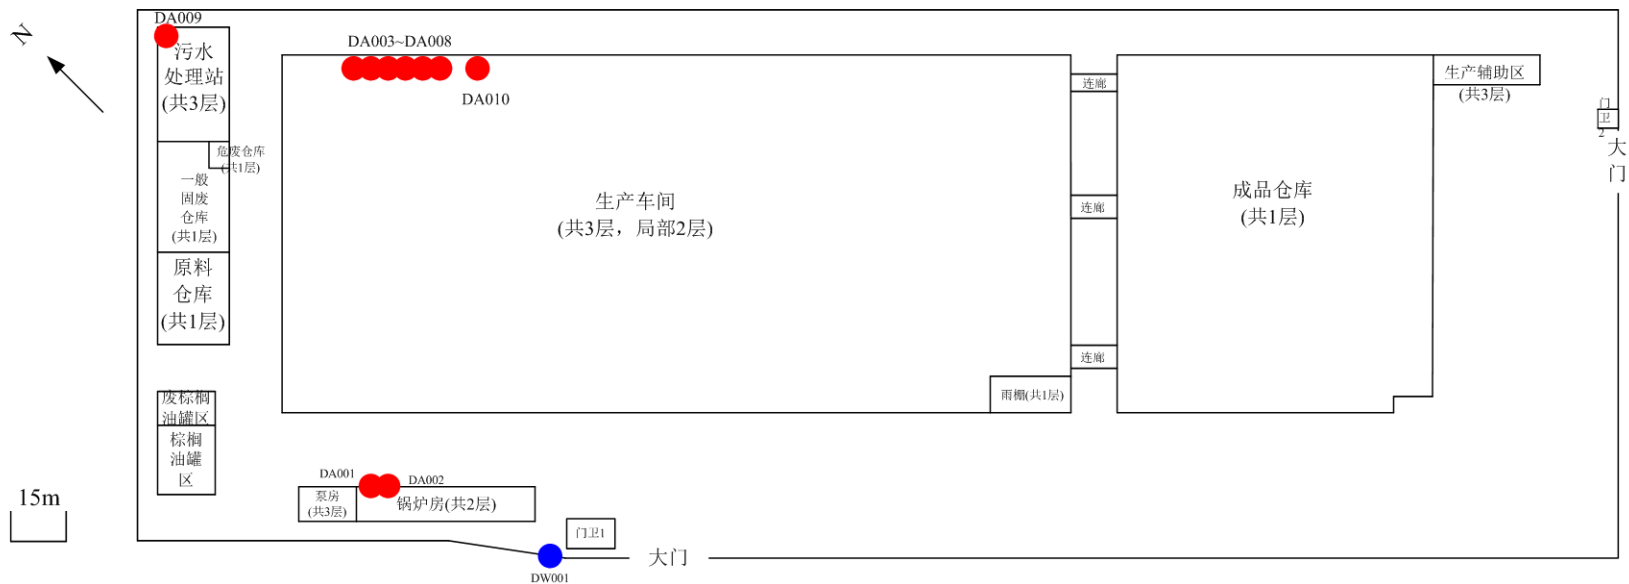 N
DA009
污水
处理站
(共3层)
危废仓库
(共1层)
一般
固废
仓库
(共1层)
原料
仓库
(共1层)
废棕榈
油罐区
棕榈
油罐
区
15m
DA003~DA008
DA010
生产车间
(共3层，局部2层)
雨棚(共1层)
连廊
连廊
连廊
成品仓库
(共1层)
生产辅助区
(共3层)
门
卫
2
大
门
DA001
DA002
泵房
(共3层)
锅炉房(共2层)
门卫1
大门
DW001